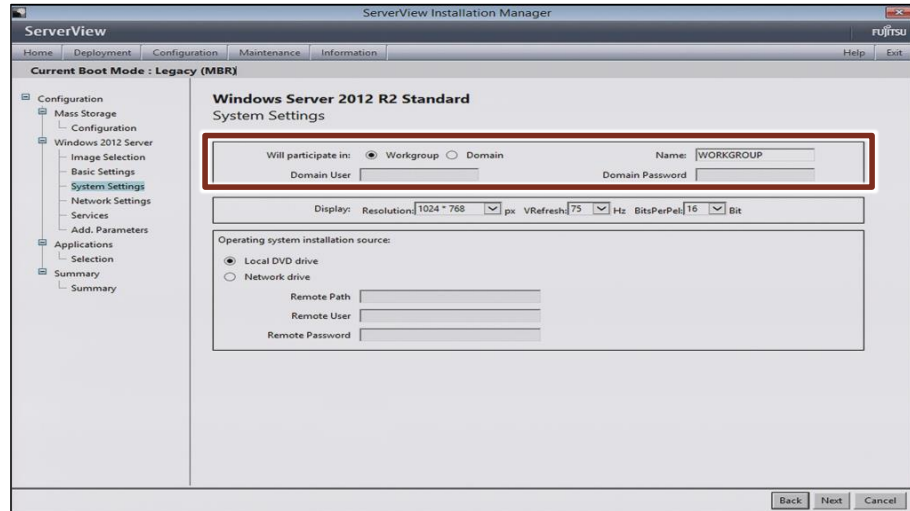 ServerView Installation Manager
ServerView
FUJITSU
Home Deployment Configuration Maintenance Information Help Exit
Current Boot Mode : Legacy (MBR)
Configuration
Mass Storage
Configuration
Windows 2012 Server
Image Selection
Basic Settings
System Settings
Network Settings
Services
Add. Parameters
Applications
Selection
Summary
Summary
Windows Server 2012 R2 Standard
System Settings
Will participate in: Workgroup Domain Name: WORKGROUP
Domain User Domain Password
Display: Resolution: 1024 * 768 px VRefresh: 75 Hz BitsPerPel: 16 Bit
Operating system installation source:
Local DVD drive
Network drive
Remote Path
Remote User
Remote Password
Back Next Cancel